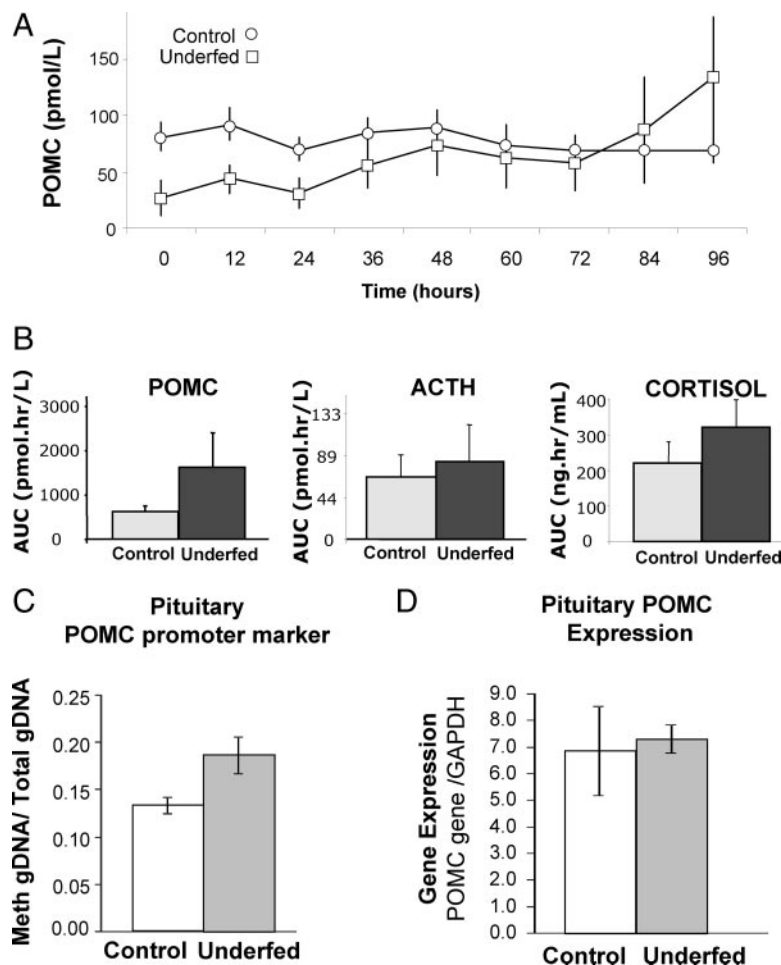 A
Control
Underfed
POMC (pmol/L)
150
100
50
0
0 12 24 36 48 60 72 84 96
Time (hours)
B
POMC
AUC (pmol.hr/L)
3000
2000
1000
0
Control Underfed
ACTH
AUC (pmol.hr/L)
133
89
44
0
Control Underfed
CORTISOL
AUC (ng.hr/mL)
400
300
200
100
0
Control Underfed
C
Pituitary
POMC promoter marker
Meth gDNA/ Total gDNA
0.25
0.20
0.15
0.10
0.05
0.00
Control Underfed
D
Pituitary POMC
Expression
Gene Expression
POMC gene /GAPDH
9.0
8.0
7.0
6.0
5.0
4.0
3.0
2.0
1.0
0.0
Control Underfed